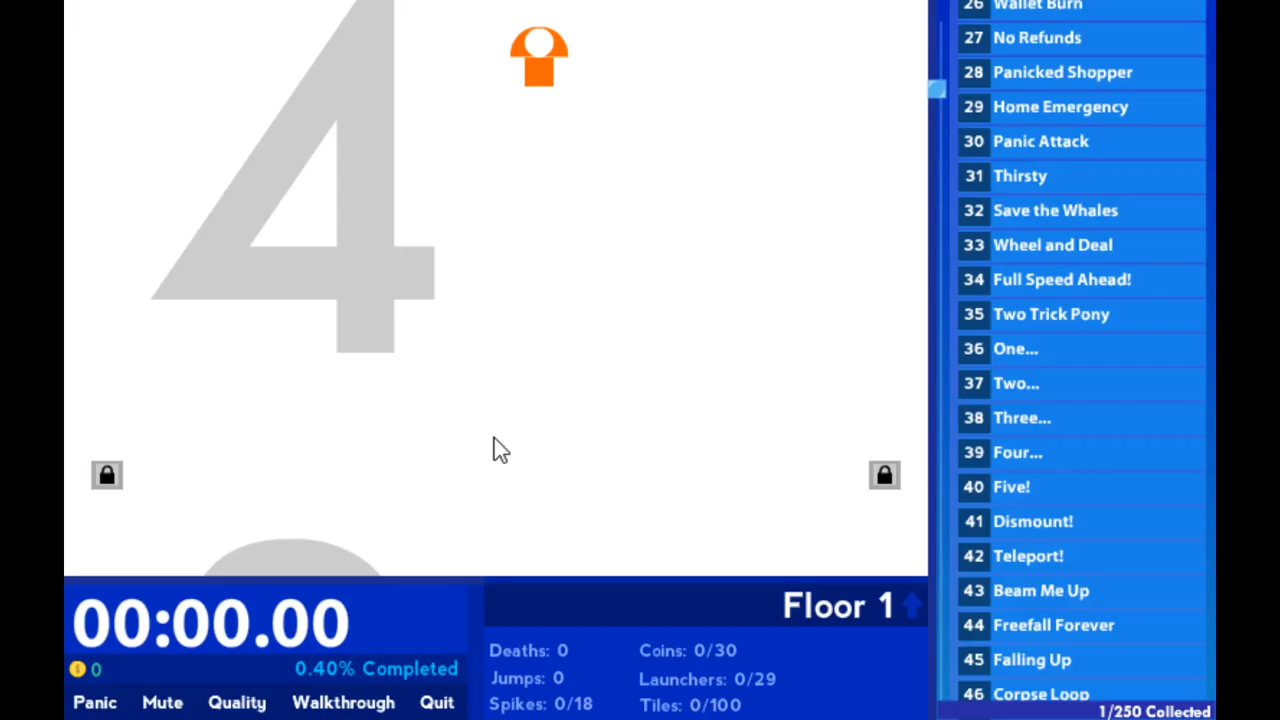 4
26 Wallet Burn
27 No Refunds
28 Panicked Shopper
29 Home Emergency
30 Panic Attack
31 Thirsty
32 Save the Whales
33 Wheel and Deal
34 Full Speed Ahead!
35 Two Trick Pony
36 One...
37 Two...
38 Three...
39 Four...
40 Five!
41 Dismount!
42 Teleport!
43 Beam Me Up
44 Freefall Forever
45 Falling Up
46 Corpse Loop
1/250 Collected
00:00.00
0
0.40% Completed
Panic Mute Quality Walkthrough Quit
Floor 1
Deaths: 0 Coins: 0/30
Jumps: 0 Launchers: 0/29
Spikes: 0/18 Tiles: 0/100